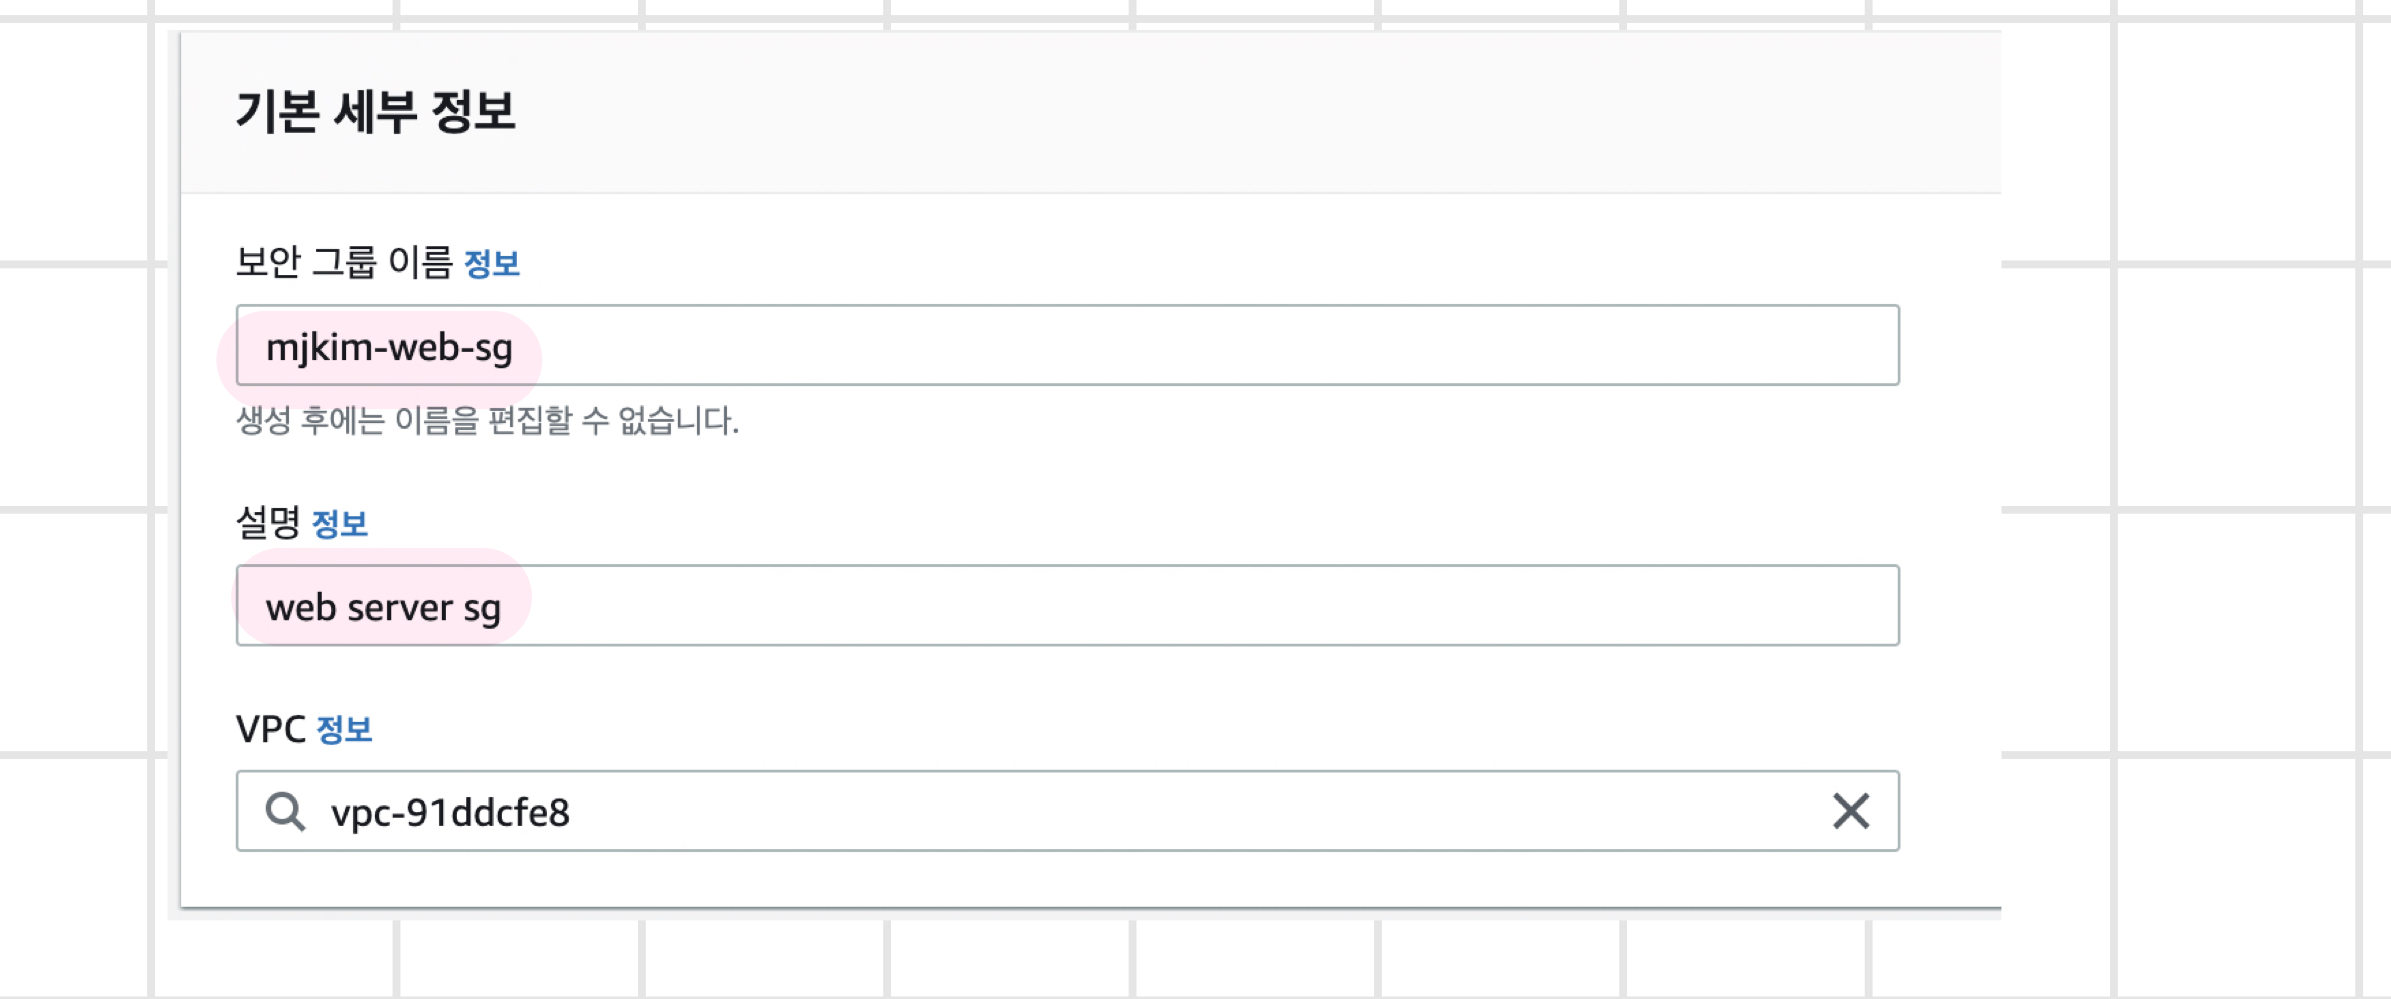 기본 세부 정보
보안 그룹 이름 정보
mjkim-web-sg
생성 후에는 이름을 편집할 수 없습니다.
설명 정보
web server sg
VPC 정보
vpc-91ddcfe8